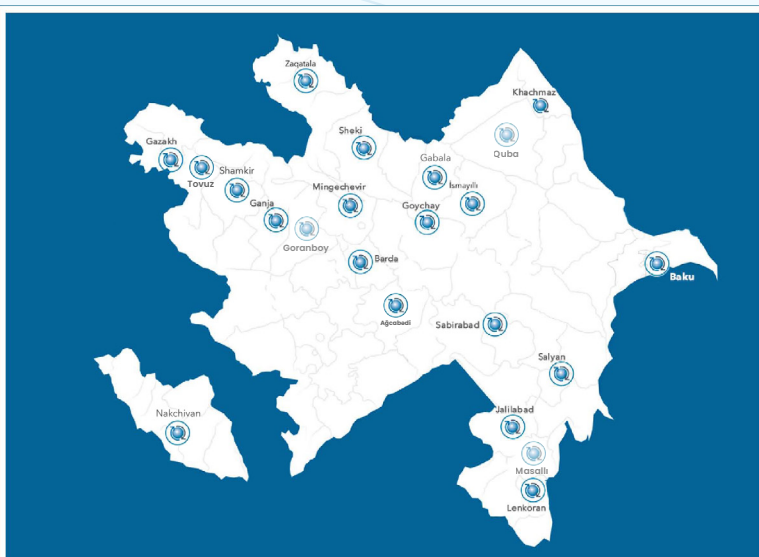 Zaqatala
Khachmaz
Sheki
Quba
Gazakh
Gabala
Tovuz
Shamkir
Mingechevir
İsmayıllı
Ganja
Goychay
Goranboy
Barda
Baku
Ağcabedi
Sabirabad
Salyan
Nakchivan
Jalilabad
Masallı
Lenkoran